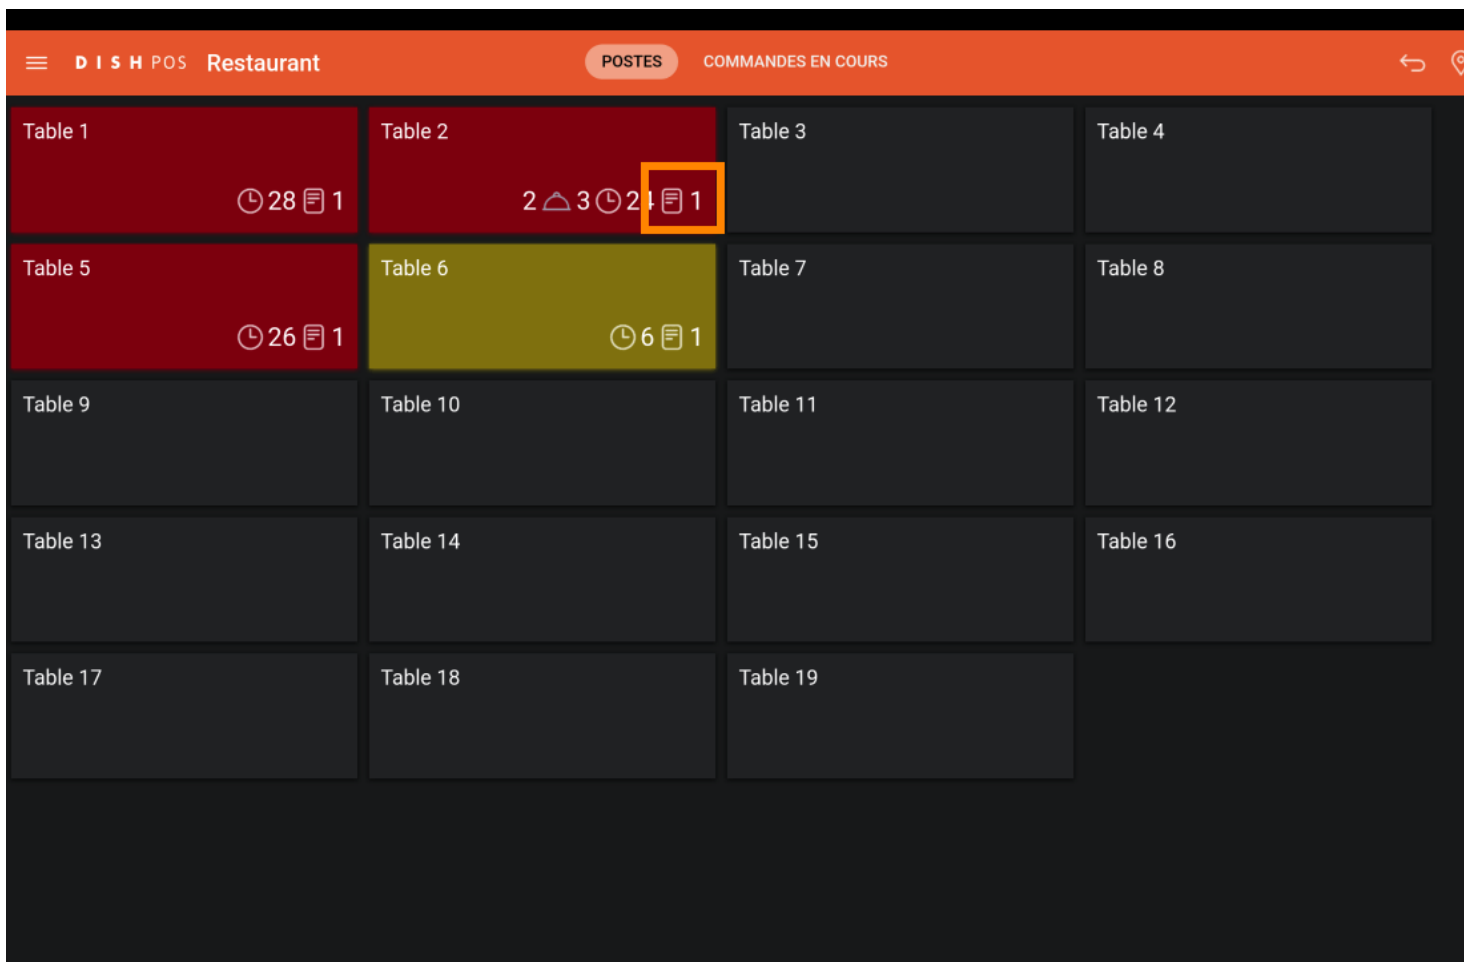 DISH POS Restaurant POSTES COMMANDES EN COURS
Table 1 Table 2 Table 3 Table 4
28 1 2 3 24 1
Table 5 Table 6 Table 7 Table 8
26 1 6 1
Table 9 Table 10 Table 11 Table 12
Table 13 Table 14 Table 15 Table 16
Table 17 Table 18 Table 19